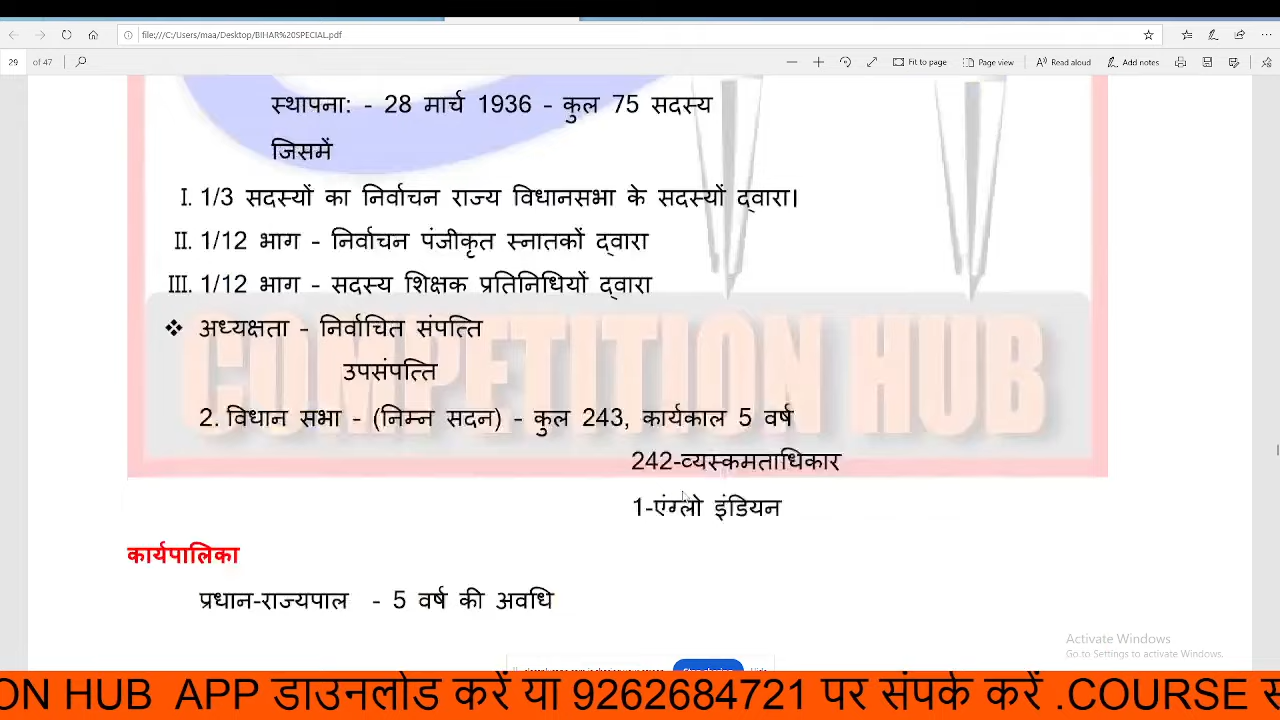 file:///C:/Users/maa/Desktop/BIHAR%20SPECIAL.pdf
29 of 47
Fit to page
Page view
Read aloud
Add notes
स्थापना: - 28 मार्च 1936 - कुल 75 सदस्य
जिसमें
I. 1/3 सदस्यों का निर्वाचन राज्य विधानसभा के सदस्यों द्वारा।
II. 1/12 भाग - निर्वाचन पंजीकृत स्नातकों द्वारा
III. 1/12 भाग - सदस्य शिक्षक प्रतिनिधियों द्वारा
❖ अध्यक्षता - निर्वाचित संपत्ति
उपसंपत्ति
COMPETITION HUB
2. विधान सभा - (निम्न सदन) - कुल 243, कार्यकाल 5 वर्ष
242-व्यस्कमताधिकार
1-एंग्लो इंडियन
कार्यपालिका
प्रधान-राज्यपाल - 5 वर्ष की अवधि
Activate Windows
Go to Settings to activate Windows.
ON HUB APP डाउनलोड करें या 9262684721 पर संपर्क करें .COURSE